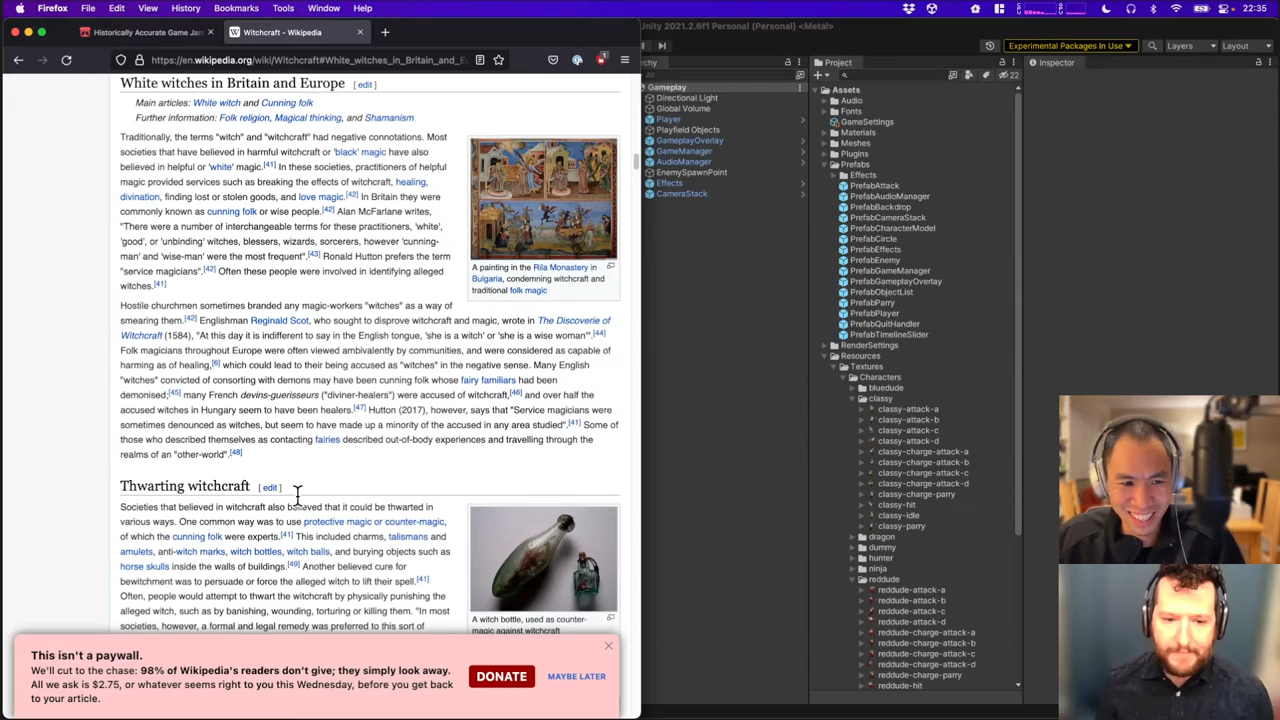 Firefox File Edit View History Bookmarks Tools Window Help 22:35
Historically Accurate Game Jam
Witchcraft - Wikipedia
Unity 2021.2.6f1 Personal (Personal) <Metal>
https://en.wikipedia.org/wiki/Witchcraft#White_witches_in_Britain_and_E
White witches in Britain and Europe [ edit ]
Main articles: White witch and Cunning folk
Further information: Folk religion, Magical thinking, and Shamanism
Traditionally, the terms "witch" and "witchcraft" had negative connotations. Most
societies that have believed in harmful witchcraft or 'black' magic have also
believed in helpful or 'white' magic.[41] In these societies, practitioners of helpful
magic provided services such as breaking the effects of witchcraft, healing,
divination, finding lost or stolen goods, and love magic.[42] In Britain they were
commonly known as cunning folk or wise people.[42] Alan McFarlane writes,
"There were a number of interchangeable terms for these practitioners, 'white',
'good', or 'unbinding' witches, blessers, wizards, sorcerers, however 'cunning-
man' and 'wise-man' were the most frequent".[43] Ronald Hutton prefers the term
"service magicians".[42] Often these people were involved in identifying alleged
witches.[41]
A painting in the Rila Monastery in
Bulgaria, condemning witchcraft and
traditional folk magic
Hostile churchmen sometimes branded any magic-workers "witches" as a way of
smearing them.[42] Englishman Reginald Scot, who sought to disprove witchcraft and magic, wrote in The Discoverie of
Witchcraft (1584), "At this day it is indifferent to say in the English tongue, 'she is a witch' or 'she is a wise woman'".[44]
Folk magicians throughout Europe were often viewed ambivalently by communities, and were considered as capable of
harming as of healing,[6] which could lead to their being accused as "witches" in the negative sense. Many English
"witches" convicted of consorting with demons may have been cunning folk whose fairy familiars had been
demonised;[45] many French devins-guerisseurs ("diviner-healers") were accused of witchcraft,[46] and over half the
accused witches in Hungary seem to have been healers.[47] Hutton (2017), however, says that "Service magicians were
sometimes denounced as witches, but seem to have made up a minority of the accused in any area studied".[41] Some of
those who described themselves as contacting fairies described out-of-body experiences and travelling through the
realms of an "other-world".[48]
Thwarting witchcraft [ edit ]
Societies that believed in witchcraft also believed that it could be thwarted in
various ways. One common way was to use protective magic or counter-magic,
of which the cunning folk were experts.[41] This included charms, talismans and
amulets, anti-witch marks, witch bottles, witch balls, and burying objects such as
horse skulls inside the walls of buildings.[49] Another believed cure for
bewitchment was to persuade or force the alleged witch to lift their spell.[41]
Often, people would attempt to thwart the witchcraft by physically punishing the
alleged witch, such as by banishing, wounding, torturing or killing them. "In most
societies, however, a formal and legal remedy was preferred to this sort of
A witch bottle, used as counter-
magic against witchcraft
This isn't a paywall.
We'll cut to the chase: 98% of Wikipedia's readers don't give; they simply look away.
All we ask is $2.75, or whatever seems right to you this Wednesday, before you get back
to your article.
DONATE
MAYBE LATER
Experimental Packages In Use
Layers
Layout
rchy
All
Gameplay
Directional Light
Global Volume
Player
Playfield Objects
GameplayOverlay
GameManager
AudioManager
EnemySpawnPoint
Effects
CameraStack
Project
22
Assets
Audio
Fonts
GameSettings
Materials
Meshes
Plugins
Prefabs
Effects
PrefabAttack
PrefabAudioManager
PrefabBackdrop
PrefabCameraStack
PrefabCharacterModel
PrefabCircle
PrefabEffects
PrefabEnemy
PrefabGameManager
PrefabGameplayOverlay
PrefabObjectList
PrefabParry
PrefabPlayer
PrefabQuitHandler
PrefabTimelineSlider
RenderSettings
Resources
Textures
Characters
bluedude
classy
classy-attack-a
classy-attack-b
classy-attack-c
classy-attack-d
classy-charge-attack-a
classy-charge-attack-b
classy-charge-attack-c
classy-charge-attack-d
classy-charge-parry
classy-hit
classy-idle
classy-parry
dragon
dummy
hunter
ninja
reddude
reddude-attack-a
reddude-attack-b
reddude-attack-c
reddude-attack-d
reddude-charge-attack-a
reddude-charge-attack-b
reddude-charge-attack-c
reddude-charge-attack-d
reddude-charge-parry
reddude-hit
Inspector